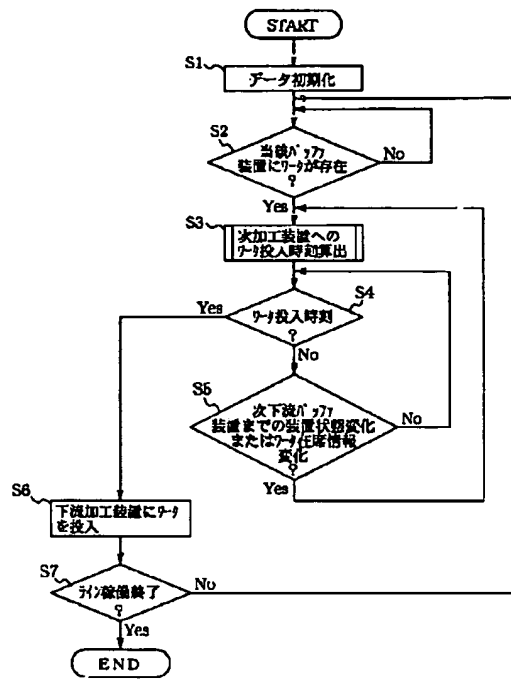 START
S1
データ初期化
S2
当該バッファ
装置にワークが存在
?
No
Yes
S3
次加工装置への
ワーク投入時刻算出
S4
Yes
ワーク投入時刻
?
No
S5
次下流バッファ
装置までの装置状態変化
またはワーク在席情報
変化
?
No
Yes
S6
下流加工装置にワーク
を投入
S7
ライン稼働終了
?
No
Yes
END